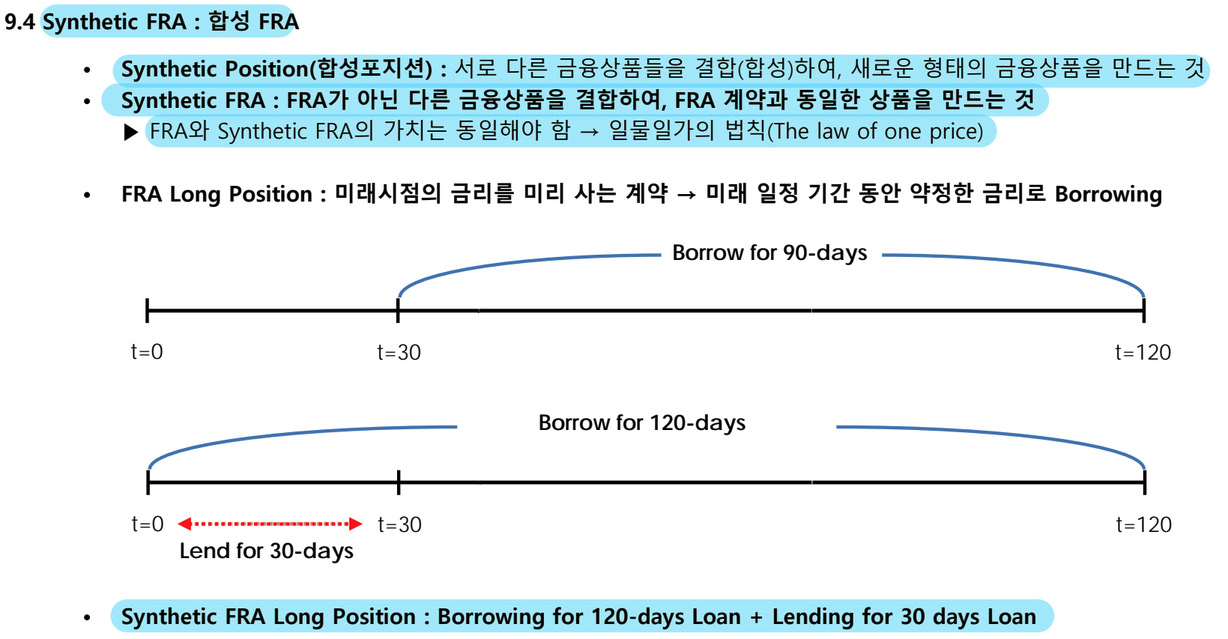 9.4 Synthetic FRA : 합성 FRA
• Synthetic Position(합성포지션) : 서로 다른 금융상품들을 결합(합성)하여, 새로운 형태의 금융상품을 만드는 것
• Synthetic FRA : FRA가 아닌 다른 금융상품을 결합하여, FRA 계약과 동일한 상품을 만드는 것
▶ FRA와 Synthetic FRA의 가치는 동일해야 함 → 일물일가의 법칙(The law of one price)
• FRA Long Position : 미래시점의 금리를 미리 사는 계약 → 미래 일정 기간 동안 약정한 금리로 Borrowing
Borrow for 90-days
t=0 t=30 t=120
Borrow for 120-days
t=0 t=30 t=120
Lend for 30-days
• Synthetic FRA Long Position : Borrowing for 120-days Loan + Lending for 30 days Loan